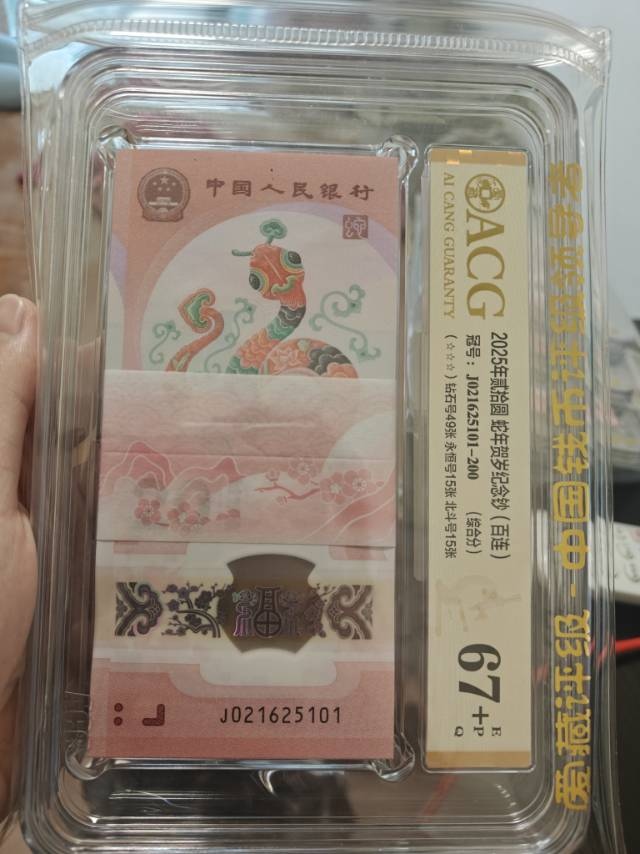 中国人民银行
J021625101
ACG
AI CANG GUARANTY
2025年贰拾圆 蛇年贺岁纪念钞（百连）
冠号：J021625101-200 （综合分）
（☆☆☆）钻石号49张 永恒号15张 北斗号15张
67+
E
P
Q
爱藏评级-中国钱币评级领导者